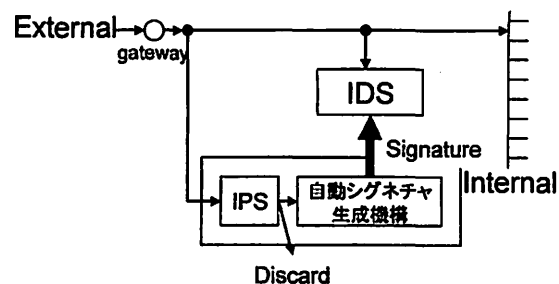 External
gateway
IDS
Signature
Internal
IPS
自動シグネチャ
生成機構
Discard